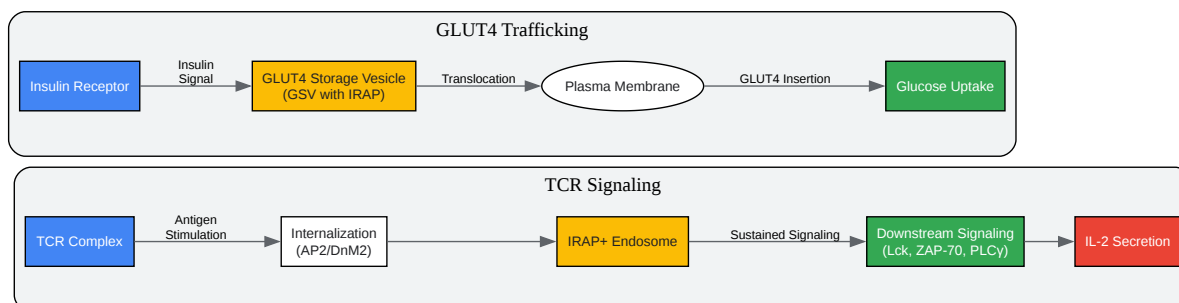 GLUT4 Trafficking
Insulin Receptor
Insulin
Signal
GLUT4 Storage Vesicle
(GSV with IRAP)
Translocation
Plasma Membrane
GLUT4 Insertion
Glucose Uptake
TCR Signaling
TCR Complex
Antigen
Stimulation
Internalization
(AP2/DnM2)
IRAP+ Endosome
Sustained Signaling
Downstream Signaling
(Lck, ZAP-70, PLCγ)
IL-2 Secretion